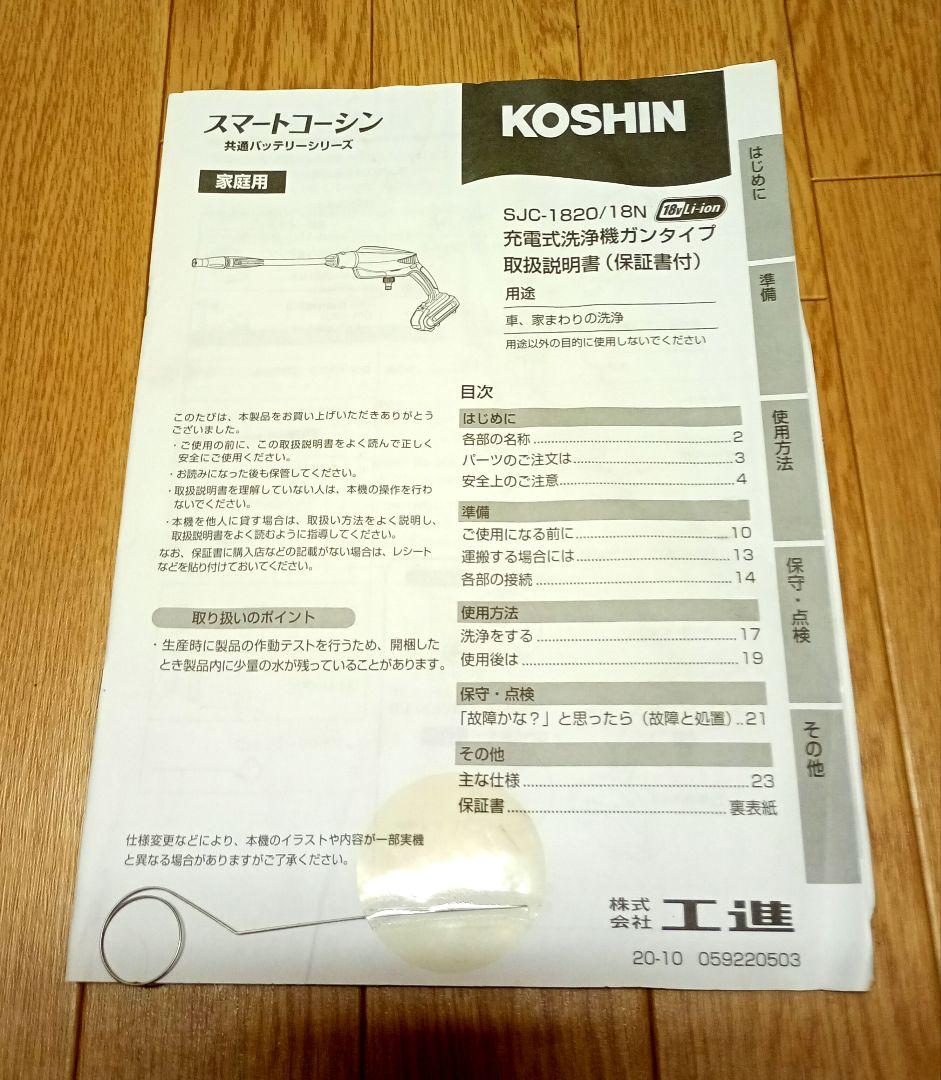 スマートコーシン
共通バッテリーシリーズ
家庭用
KOSHIN
SJC-1820/18N 18V Li-ion
充電式洗浄機ガンタイプ
取扱説明書(保証書付)
用途
車、家まわりの洗浄
用途以外の目的に使用しないでください
このたびは、本製品をお買い上げいただきありがとう
ございました。
・ご使用の前に、この取扱説明書をよく読んで正しく
安全にご使用ください。
・お読みになった後も保管してください。
・取扱説明書を理解していない人は、本機の操作を行わ
ないでください。
・本機を他人に貸す場合は、取扱い方法をよく説明し、
取扱説明書をよく読むように指導してください。
なお、保証書に購入店などの記載がない場合は、レシート
などを貼り付けておいてください。
取り扱いのポイント
・生産時に製品の作動テストを行うため、開梱した
とき製品内に少量の水が残っていることがあります。
仕様変更などにより、本機のイラストや内容が一部実機
と異なる場合がありますがご了承ください。
目次
はじめに
各部の名称 2
パーツのご注文は 3
安全上のご注意 4
準備
ご使用になる前に 10
運搬する場合には 13
各部の接続 14
使用方法
洗浄をする 17
使用後は 19
保守・点検
「故障かな?」と思ったら(故障と処置) 21
その他
主な仕様 23
保証書 裏表紙
株式会社 工進
20-10 059220503
はじめに
準備
使用方法
保守・点検
その他